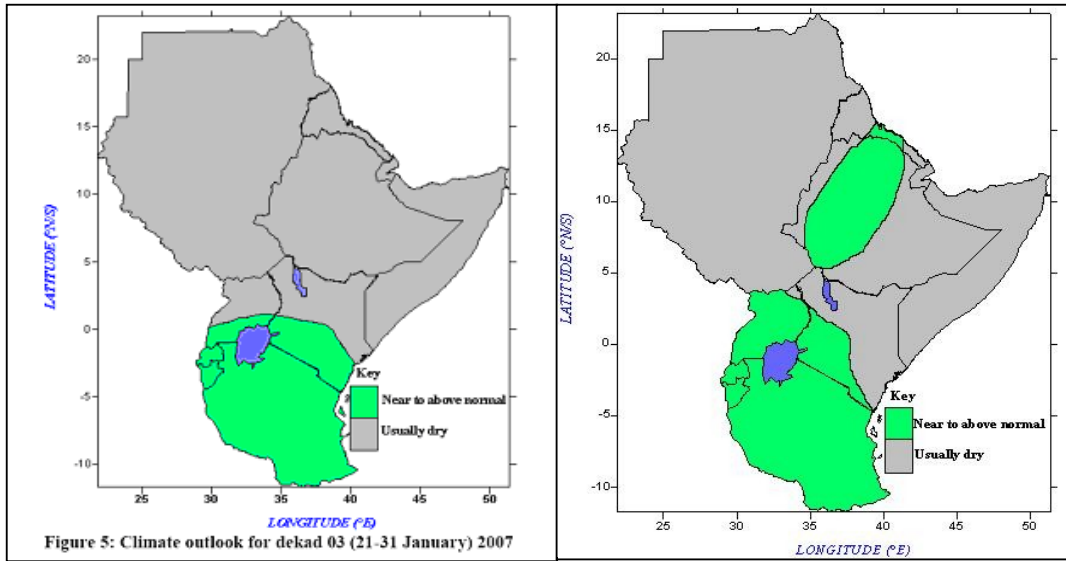 20
15
10
5
0
-5
-10
LATITUDE (°N/S)
Key
Near to above normal
Usually dry
25 30 35 40 45 50
LONGITUDE (°E)
Figure 5: Climate outlook for dekad 03 (21-31 January) 2007
20
15
10
5
0
-5
-10
LATITUDE (°N/S)
Key
Near to above normal
Usually dry
25 30 35 40 45 50
LONGITUDE (°E)